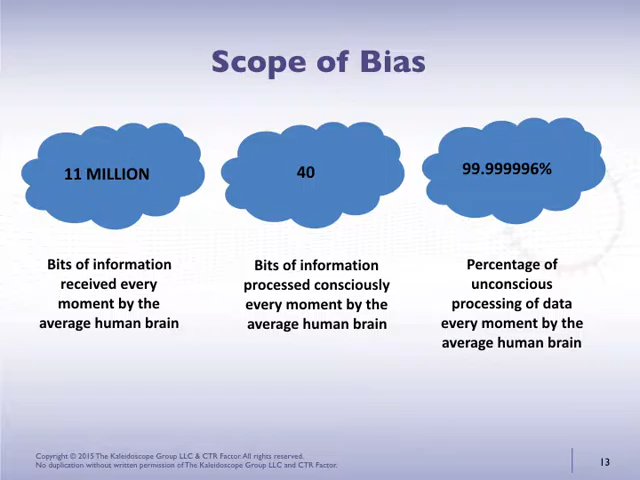 Scope of Bias
11 MILLION
40
99.999996%
Bits of information
received every
moment by the
average human brain
Bits of information
processed consciously
every moment by the
average human brain
Percentage of
unconscious
processing of data
every moment by the
average human brain
Copyright © 2015 The Kaleidoscope Group LLC & CTR Factor. All rights reserved.
No duplication without written permission of The Kaleidoscope Group LLC and CTR Factor.
13